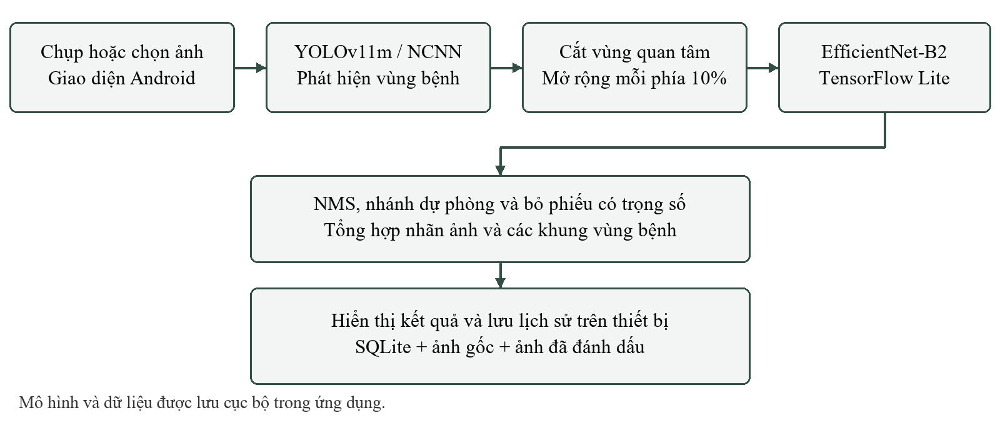 Chụp hoặc chọn ảnh
Giao diện Android
YOLOv11m / NCNN
Phát hiện vùng bệnh
Cắt vùng quan tâm
Mở rộng mỗi phía 10%
EfficientNet-B2
TensorFlow Lite
NMS, nhánh dự phòng và bỏ phiếu có trọng số
Tổng hợp nhãn ảnh và các khung vùng bệnh
Hiển thị kết quả và lưu lịch sử trên thiết bị
SQLite + ảnh gốc + ảnh đã đánh dấu
Mô hình và dữ liệu được lưu cục bộ trong ứng dụng.